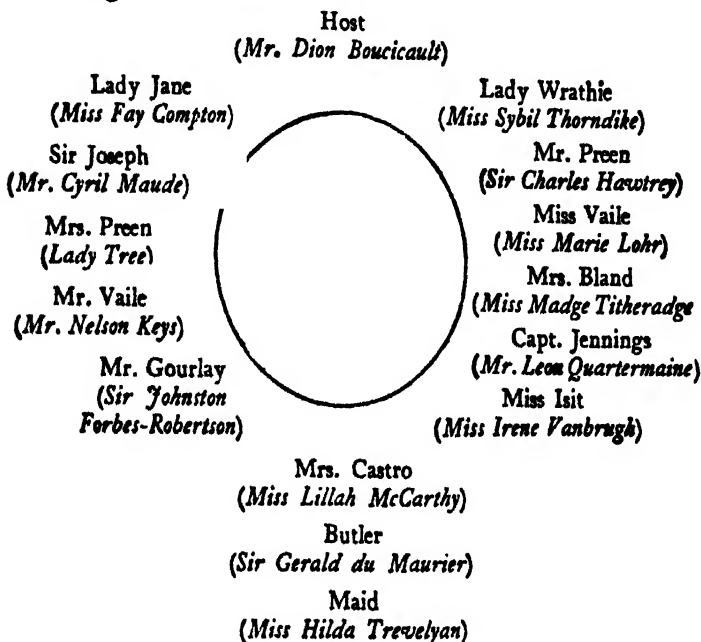 Host
(Mr. Dion Boucicault)
Lady Jane
(Miss Fay Compton)
Sir Joseph
(Mr. Cyril Maude)
Mrs. Preen
(Lady Tree)
Mr. Vaile
(Mr. Nelson Keys)
Mr. Gourlay
(Sir Johnston
Forbes-Robertson)
Lady Wrathie
(Miss Sybil Thorndike)
Mr. Preen
(Sir Charles Hawtrey)
Miss Vaile
(Miss Marie Lohr)
Mrs. Bland
(Miss Madge Titheradge
Capt. Jennings
(Mr. Leon Quartermaine)
Miss Isit
(Miss Irene Vanbrugh)
Mrs. Castro
(Miss Lillah McCarthy)
Butler
(Sir Gerald du Maurier)
Maid
(Miss Hilda Trevelyan)